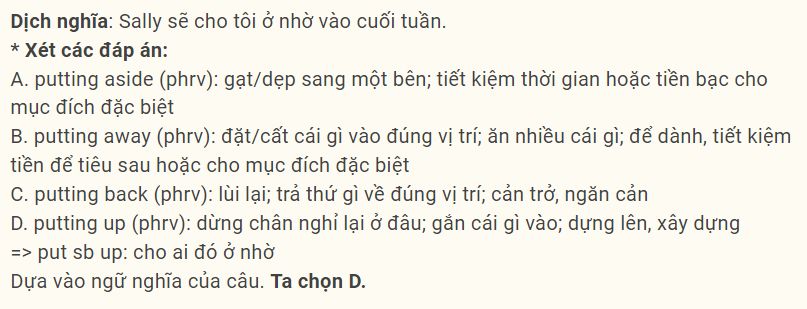 Dịch nghĩa: Sally sẽ cho tôi ở nhờ vào cuối tuần.
* Xét các đáp án:
A. putting aside (phrv): gạt/dẹp sang một bên; tiết kiệm thời gian hoặc tiền bạc cho
mục đích đặc biệt
B. putting away (phrv): đặt/cất cái gì vào đúng vị trí; ăn nhiều cái gì; để dành, tiết kiệm
tiền để tiêu sau hoặc cho mục đích đặc biệt
C. putting back (phrv): lùi lại; trả thứ gì về đúng vị trí; cản trở, ngăn cản
D. putting up (phrv): dừng chân nghỉ lại ở đâu; gắn cái gì vào; dựng lên, xây dựng
=> put sb up: cho ai đó ở nhờ
Dựa vào ngữ nghĩa của câu. Ta chọn D.